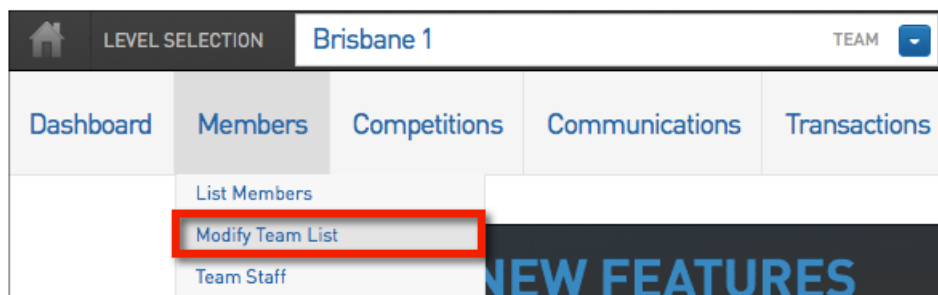 LEVEL SELECTION Brisbane 1 TEAM
Dashboard Members Competitions Communications Transactions
List Members
Modify Team List
Team Staff
NEW FEATURES